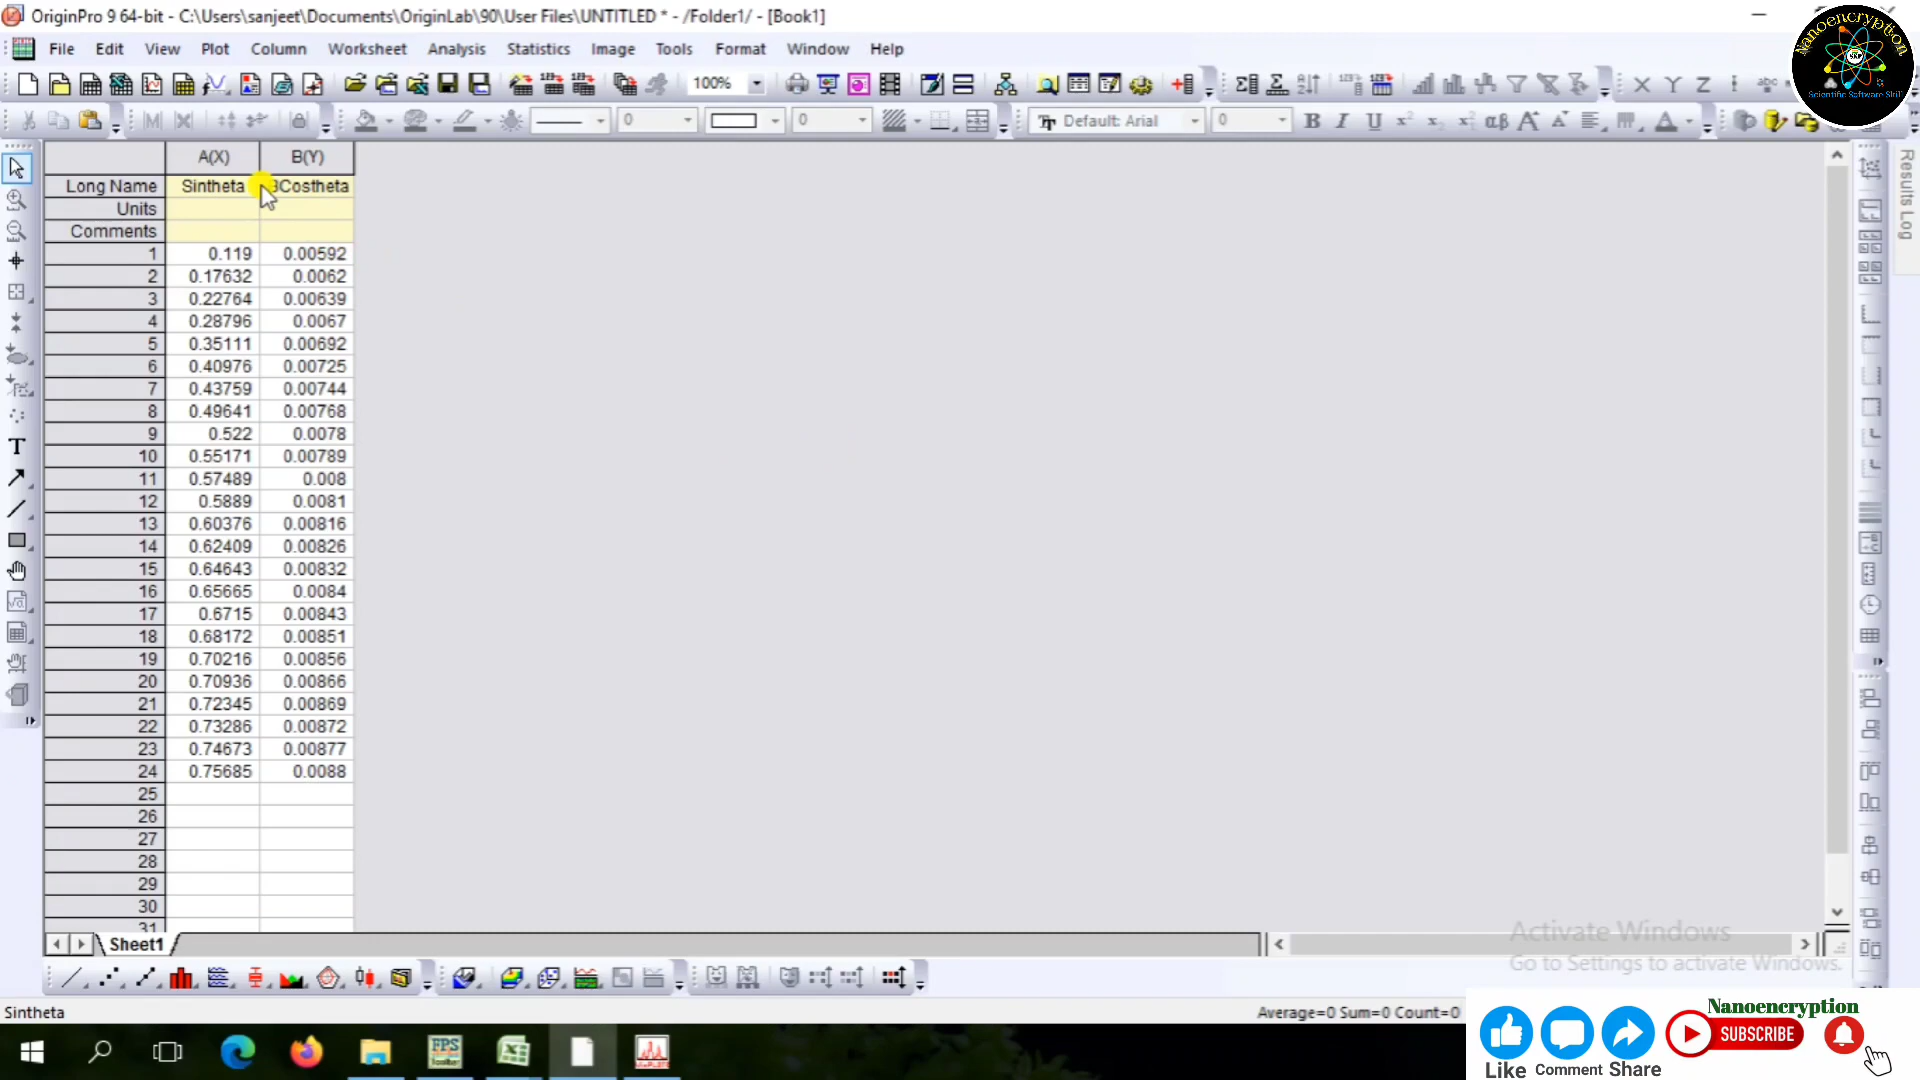 OriginPro 9 64-bit - C:\Users\sanjeet\Documents\OriginLab\90\User Files\UNTITLED * - /Folder1/ - [Book1]
File Edit View Plot Column Worksheet Analysis Statistics Image Tools Format Window Help
100%
0 0 Default: Arial 0 B I U
A(X) B(Y)
Long Name Sintheta BCostheta
Units
Comments
1 0.119 0.00592
2 0.17632 0.0062
3 0.22764 0.00639
4 0.28796 0.0067
5 0.35111 0.00692
6 0.40976 0.00725
7 0.43759 0.00744
8 0.49641 0.00768
9 0.522 0.0078
10 0.55171 0.00789
11 0.57489 0.008
12 0.5889 0.0081
13 0.60376 0.00816
14 0.62409 0.00826
15 0.64643 0.00832
16 0.65665 0.0084
17 0.6715 0.00843
18 0.68172 0.00851
19 0.70216 0.00856
20 0.70936 0.00866
21 0.72345 0.00869
22 0.73286 0.00872
23 0.74673 0.00877
24 0.75685 0.0088
25
26
27
28
29
30
31
Sheet1
Results Log
Nanoencryption
Scientific Software Skill
Activate Windows
Go to Settings to activate Windows.
Sintheta
Average=0 Sum=0 Count=0
Nanoencryption
SUBSCRIBE
Like Comment Share